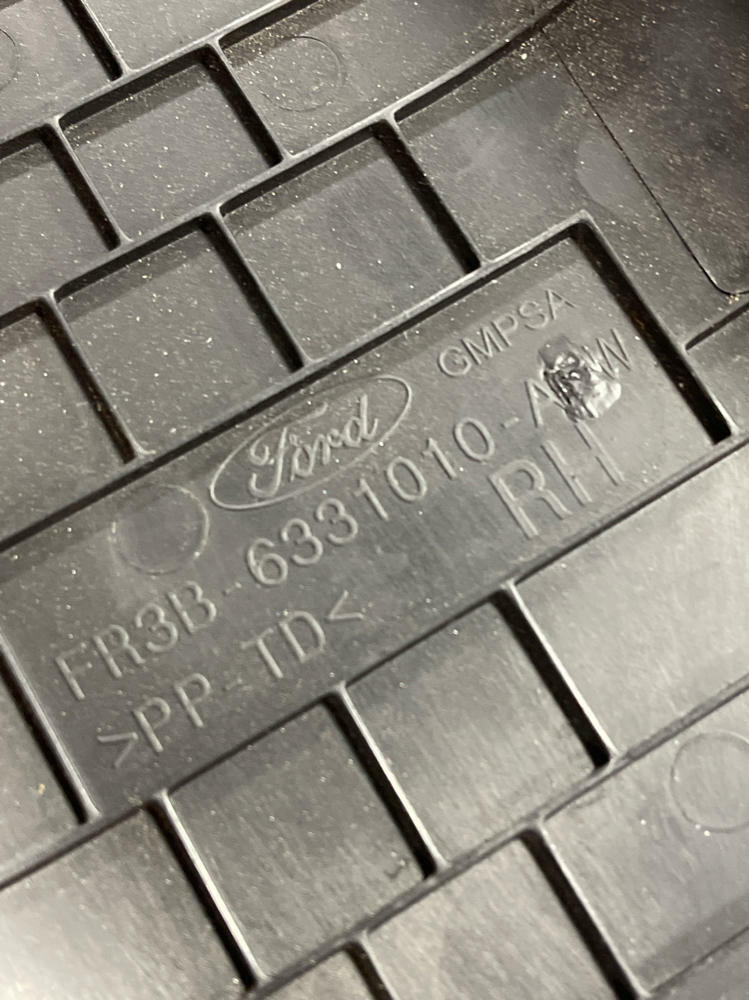 GMPSA
Ford
FR3B-6331010-A W
RH
>PP-TD<